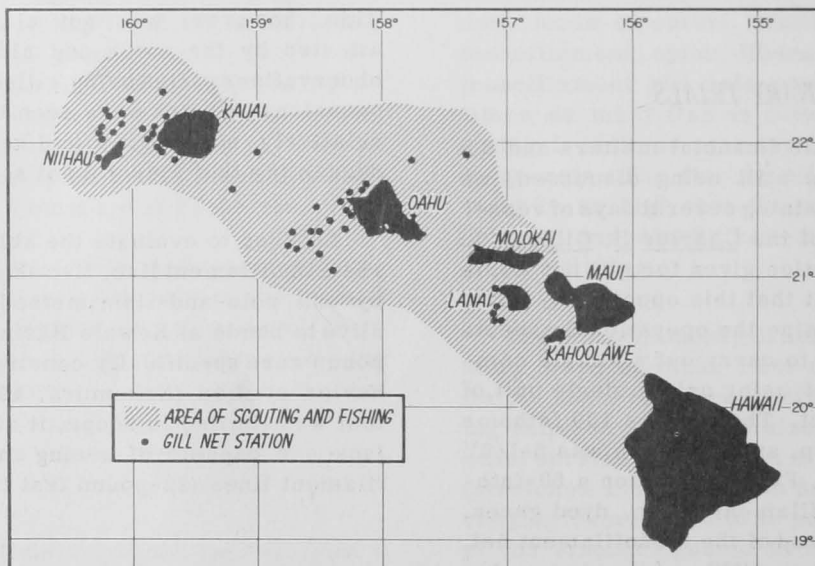 160° 159° 158° 157° 156° 155°
KAUAI
22°
NIIHAU
OAHU
MOLOKAI
21°
MAUI
LANAI
KAHOOLAWE
HAWAII
20°
AREA OF SCOUTING AND FISHING
GILL NET STATION
19°